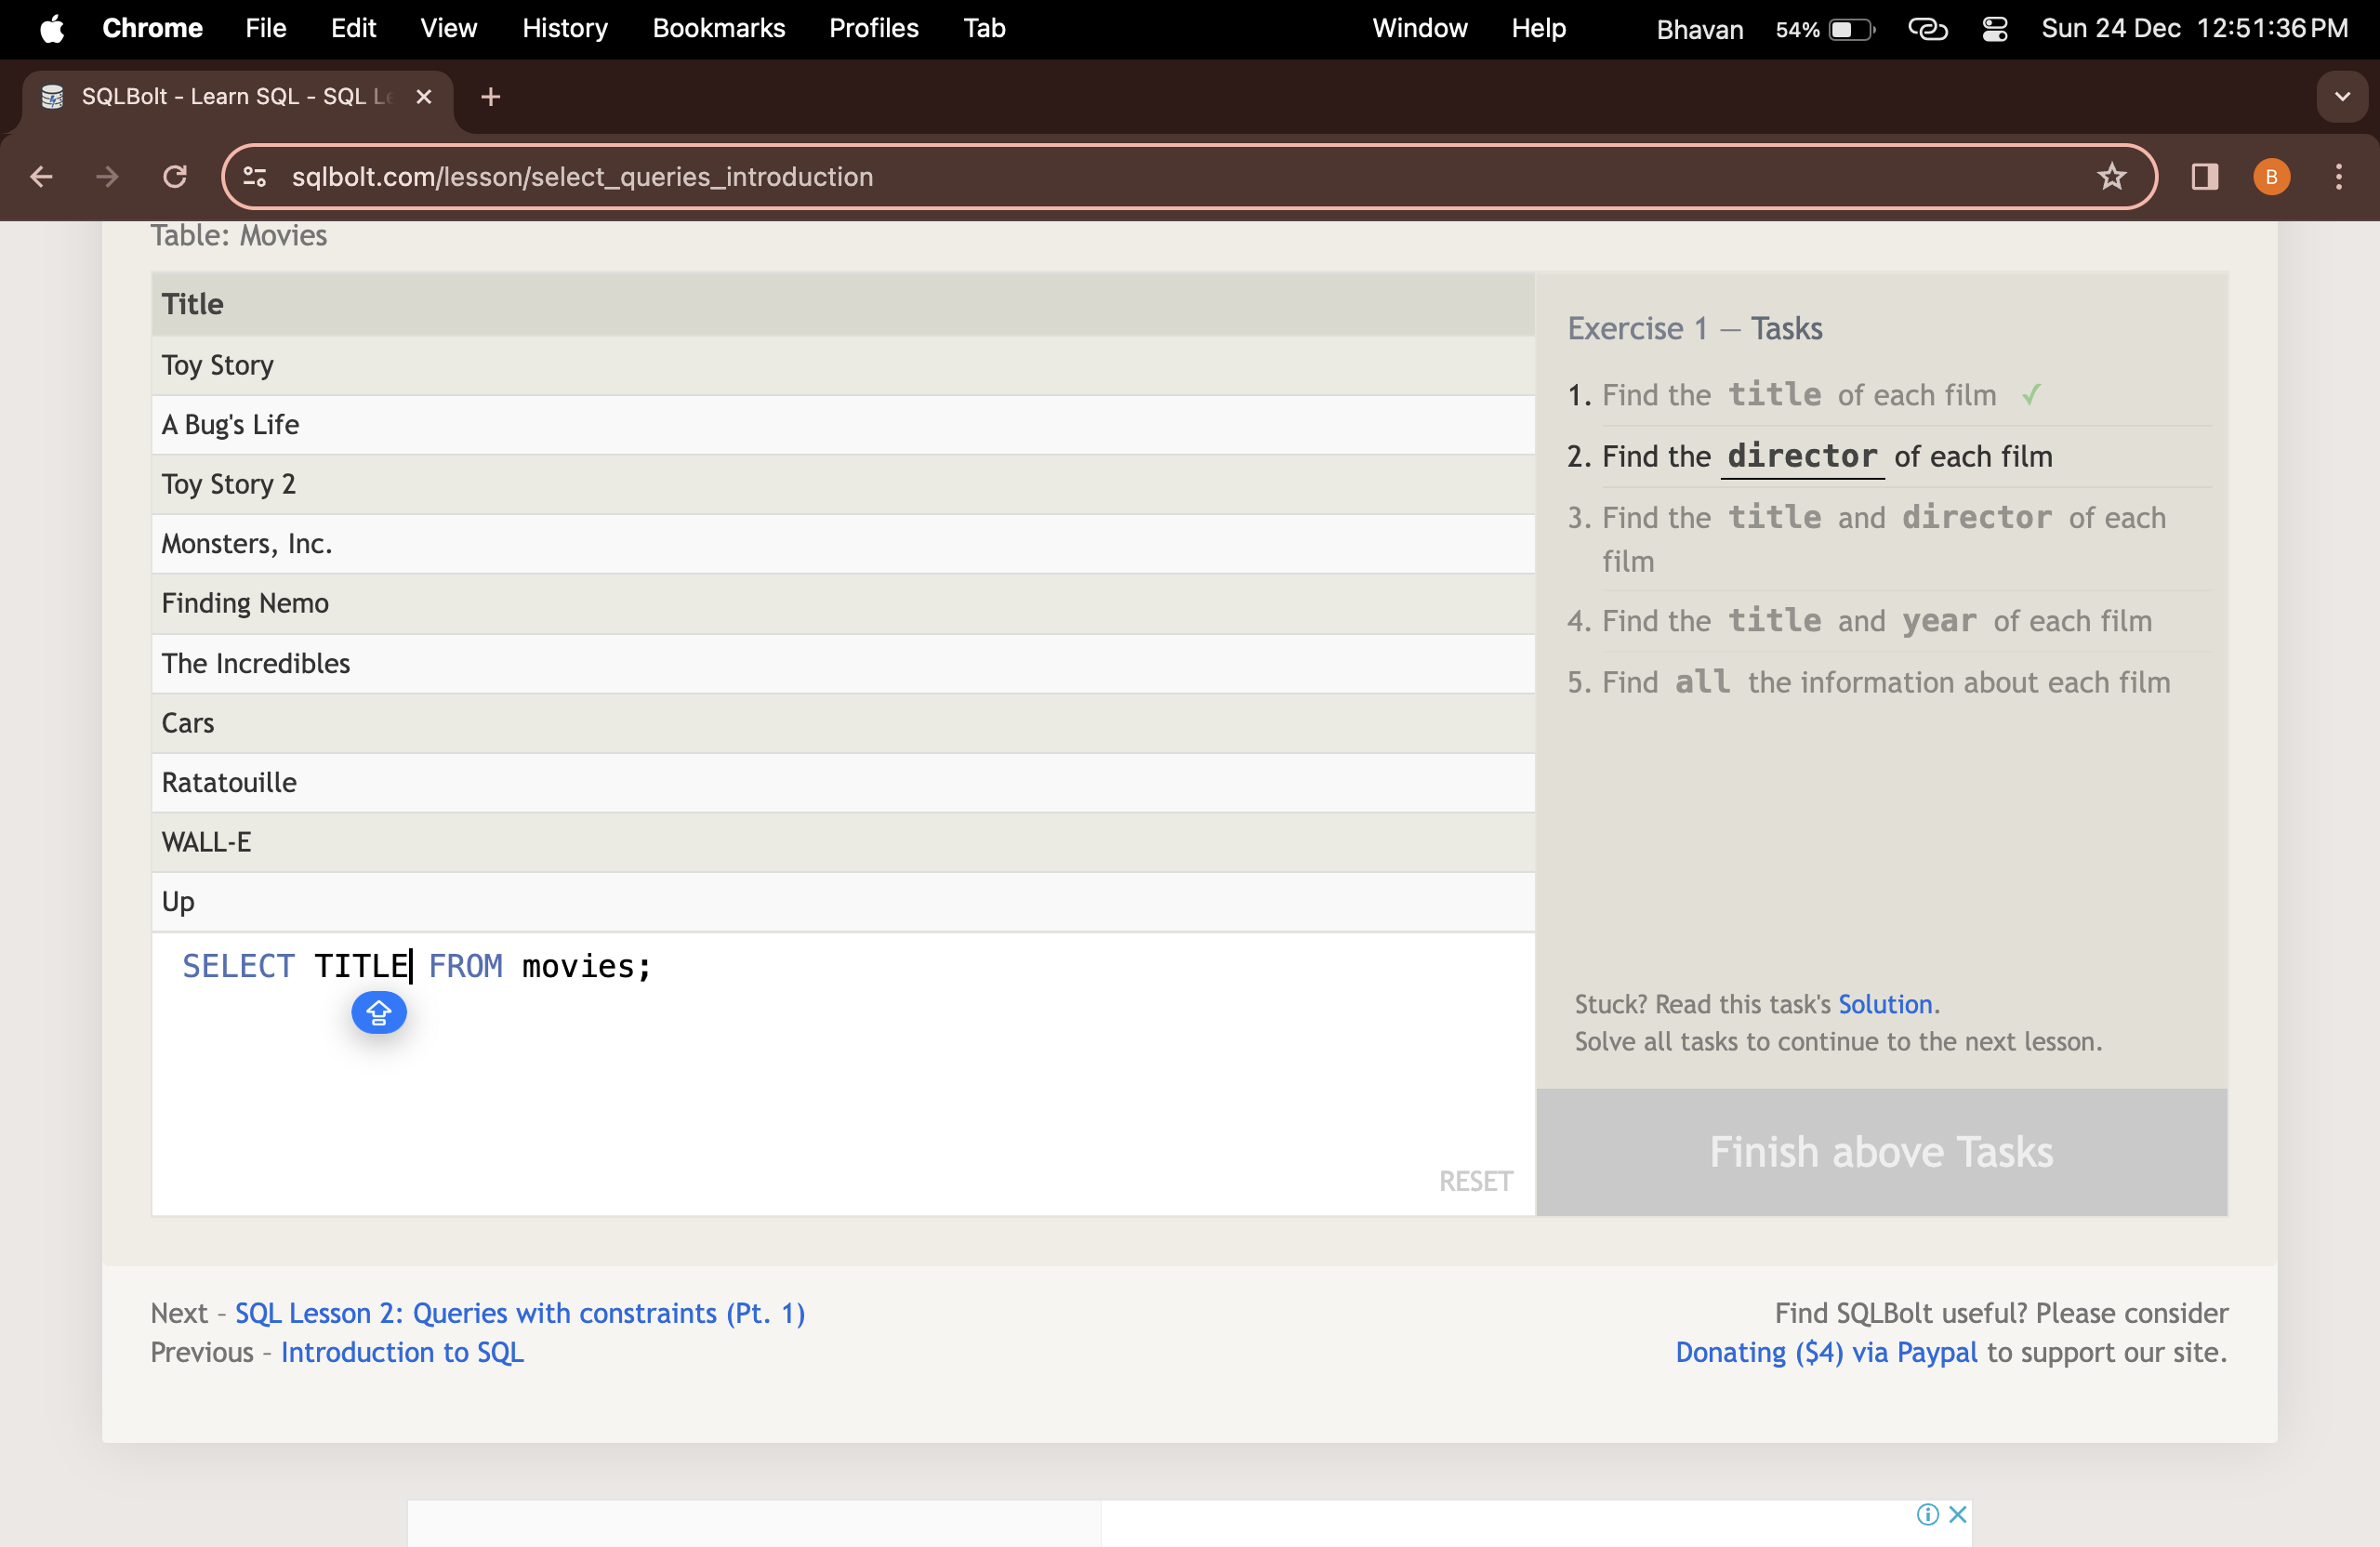 Chrome File Edit View History Bookmarks Profiles Tab Window Help Bhavan 54% Sun 24 Dec 12:51:36 PM
SQLBolt - Learn SQL - SQL
sqlbolt.com/lesson/select_queries_introduction B
Table: Movies
Title
Toy Story
A Bug's Life
Toy Story 2
Monsters, Inc.
Finding Nemo
The Incredibles
Cars
Ratatouille
WALL-E
Up
SELECT TITLE FROM movies;
RESET
Exercise 1 — Tasks
1. Find the title of each film ✓
2. Find the director of each film
3. Find the title and director of each
film
4. Find the title and year of each film
5. Find all the information about each film
Stuck? Read this task's Solution.
Solve all tasks to continue to the next lesson.
Finish above Tasks
Next – SQL Lesson 2: Queries with constraints (Pt. 1)
Previous – Introduction to SQL
Find SQLBolt useful? Please consider
Donating ($4) via Paypal to support our site.